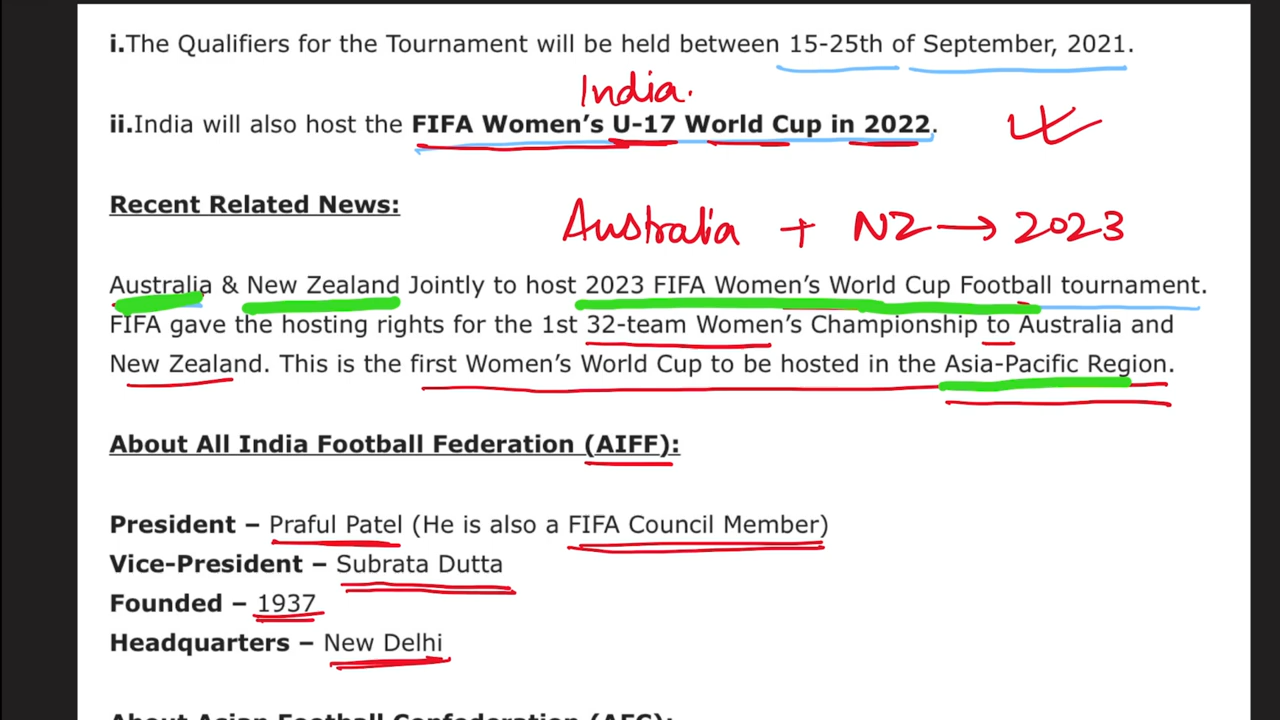 i.The Qualifiers for the Tournament will be held between 15-25th of September, 2021.
India.
ii.India will also host the FIFA Women's U-17 World Cup in 2022.
Recent Related News:
Australia + NZ → 2023
Australia & New Zealand Jointly to host 2023 FIFA Women's World Cup Football tournament.
FIFA gave the hosting rights for the 1st 32-team Women's Championship to Australia and
New Zealand. This is the first Women's World Cup to be hosted in the Asia-Pacific Region.
About All India Football Federation (AIFF):
President – Praful Patel (He is also a FIFA Council Member)
Vice-President – Subrata Dutta
Founded – 1937
Headquarters – New Delhi
About Asian Football Confederation (AFC):